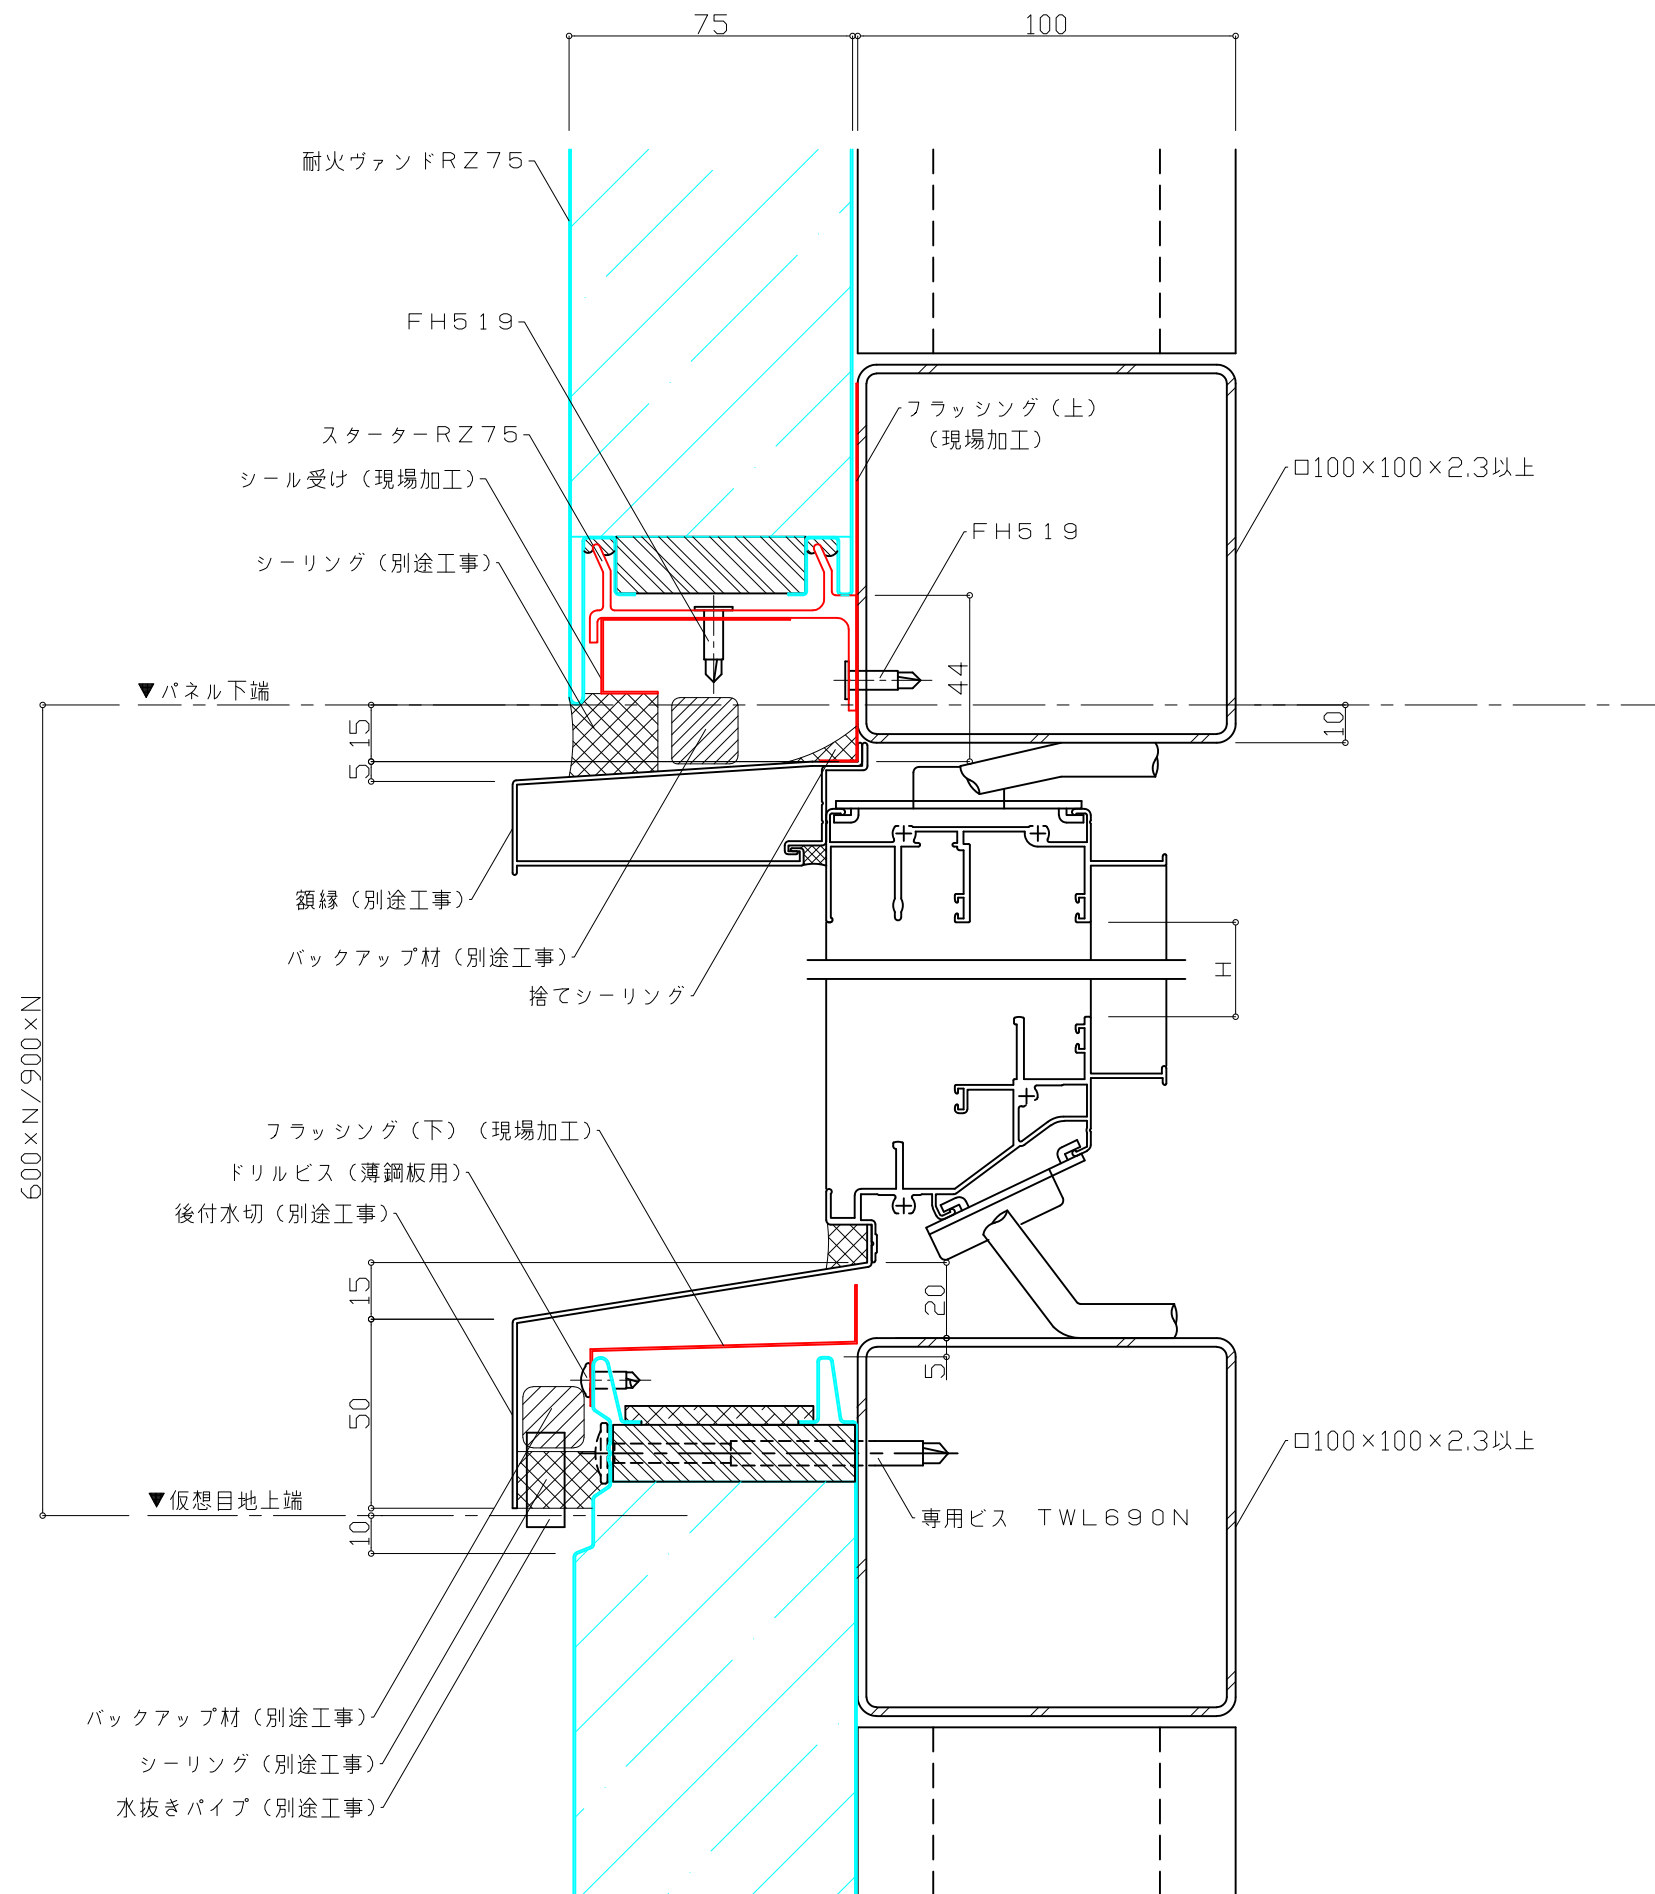 75
100
耐火ヴァンドRZ75
FH519
フラッシング（上）
（現場加工）
スターターRZ75
□100×100×2.3以上
シール受け（現場加工）
FH519
シーリング（別途工事）
44
▼パネル下端
15
10
5
額縁（別途工事）
バックアップ材（別途工事）
H
捨てシーリング
600×N/900×N
フラッシング（下）（現場加工）
ドリルビス（薄鋼板用）
後付水切（別途工事）
15
20
5
50
□100×100×2.3以上
▼仮想目地上端
専用ビス　TWL690N
10
バックアップ材（別途工事）
シーリング（別途工事）
水抜きパイプ（別途工事）